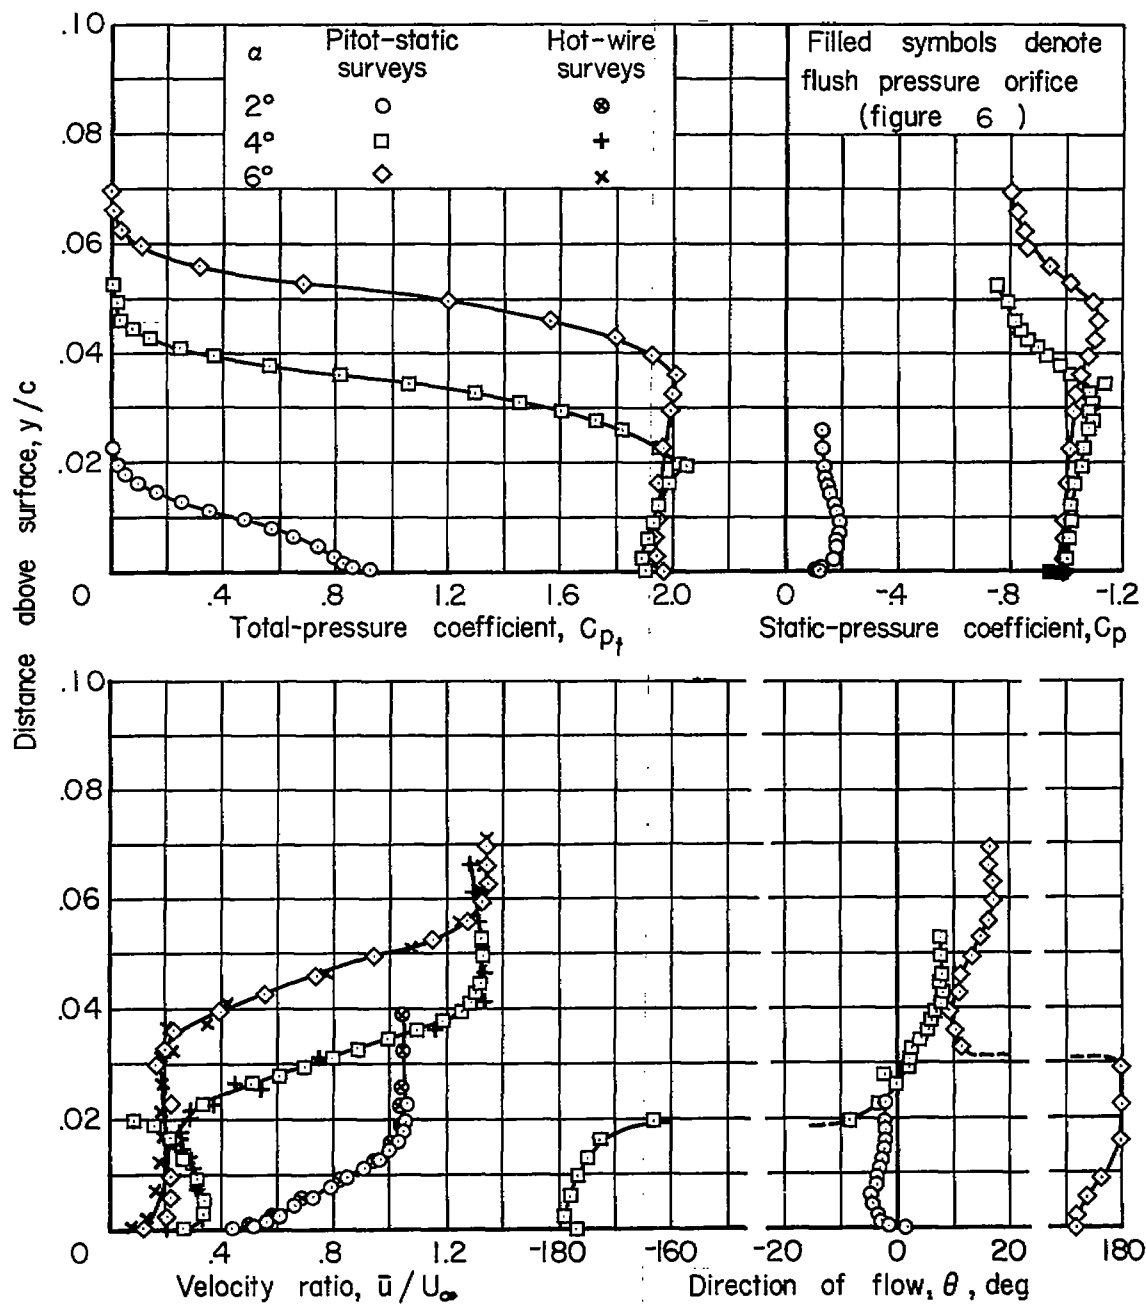 .10
.08
.06
.04
.02
α Pitot-static surveys Hot-wire surveys
2°
4°
6°
Filled symbols denote
flush pressure orifice
(figure 6 )
Distance above surface, y/c
0 .4 .8 1.2 1.6 2.0
Total-pressure coefficient, Cpt
0 -.4 -.8 -1.2
Static-pressure coefficient, Cp
.10
.08
.06
.04
.02
0 .4 .8 1.2 -180 -160 -20 0 20 180
Velocity ratio, ū/U∞
Direction of flow, θ, deg